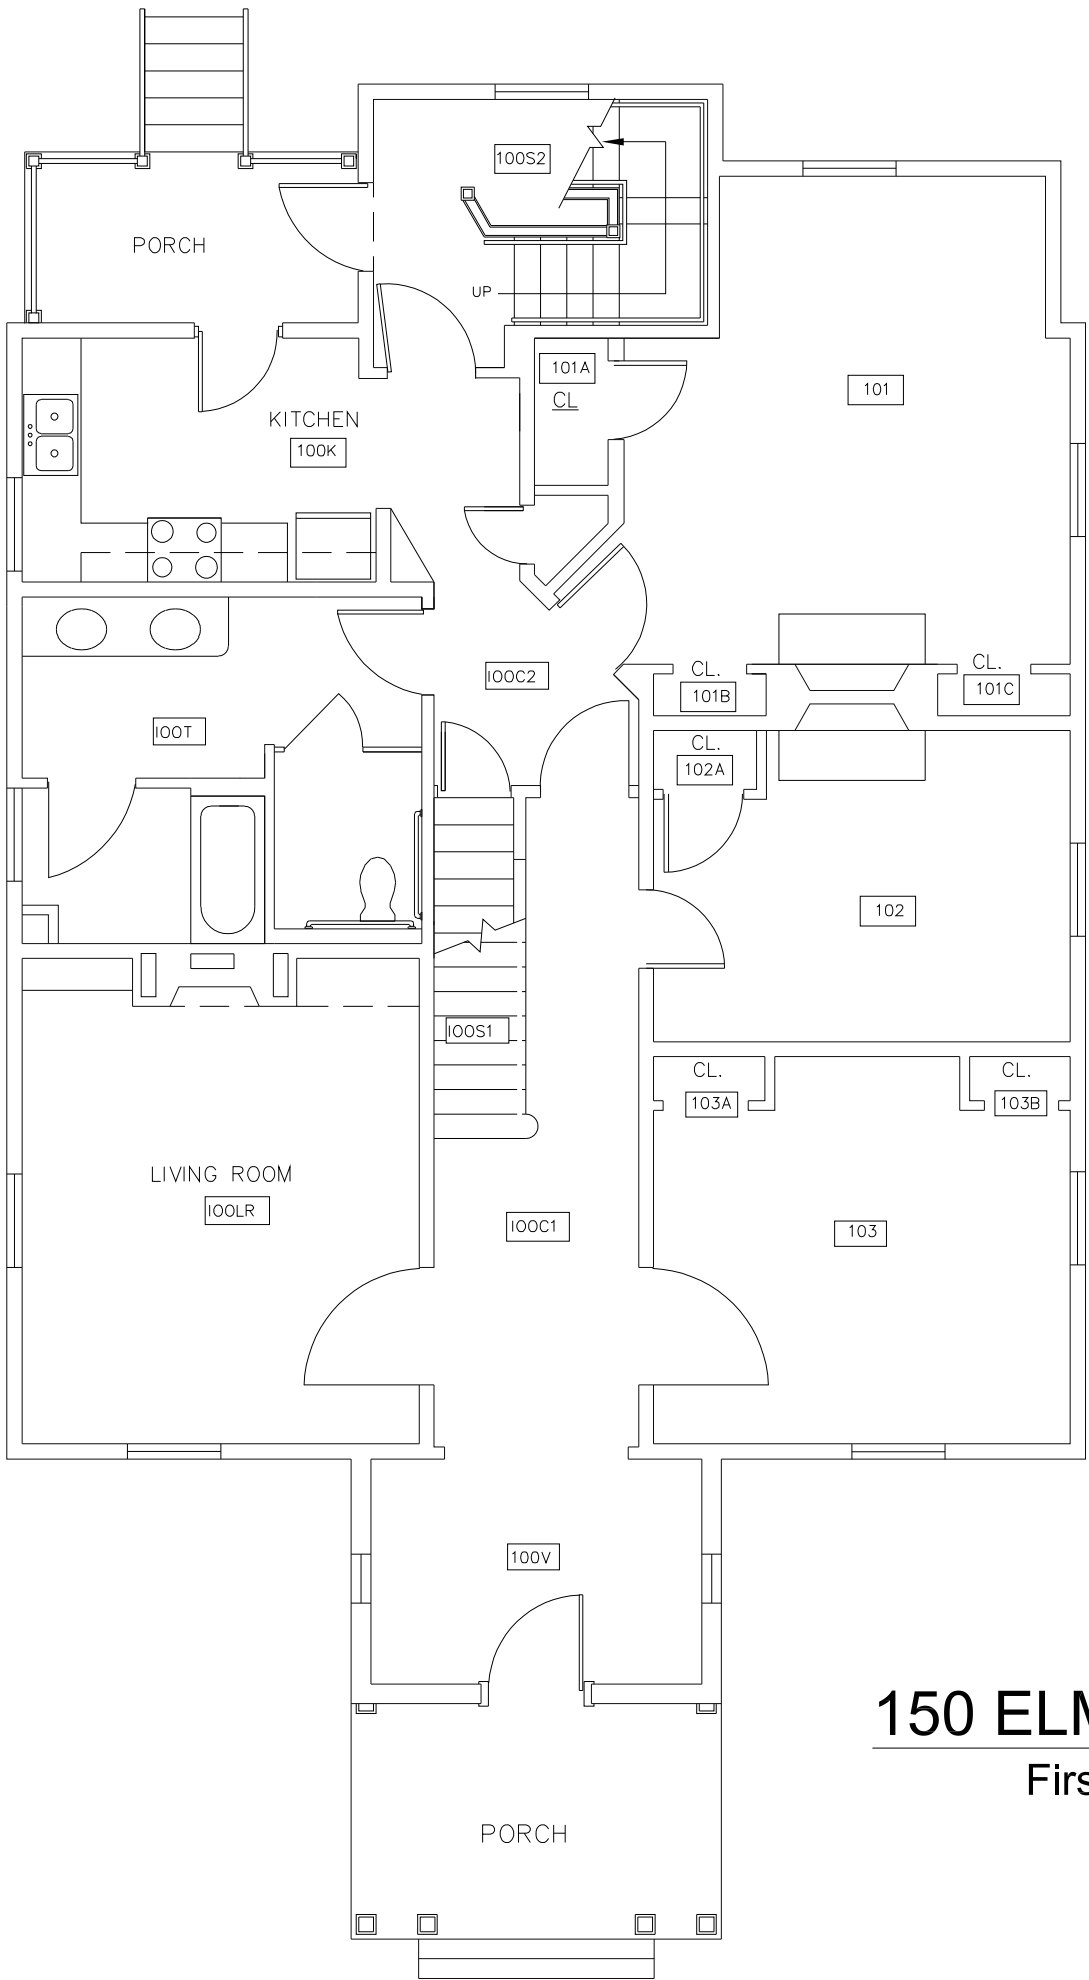 100S2
PORCH
UP
101A
CL
101
KITCHEN
100K
CL.
101B
CL.
101C
100C2
100T
CL.
102A
102
100S1
CL.
103A
CL.
103B
LIVING ROOM
100LR
100C1
103
100V
150 ELM
Firs
PORCH